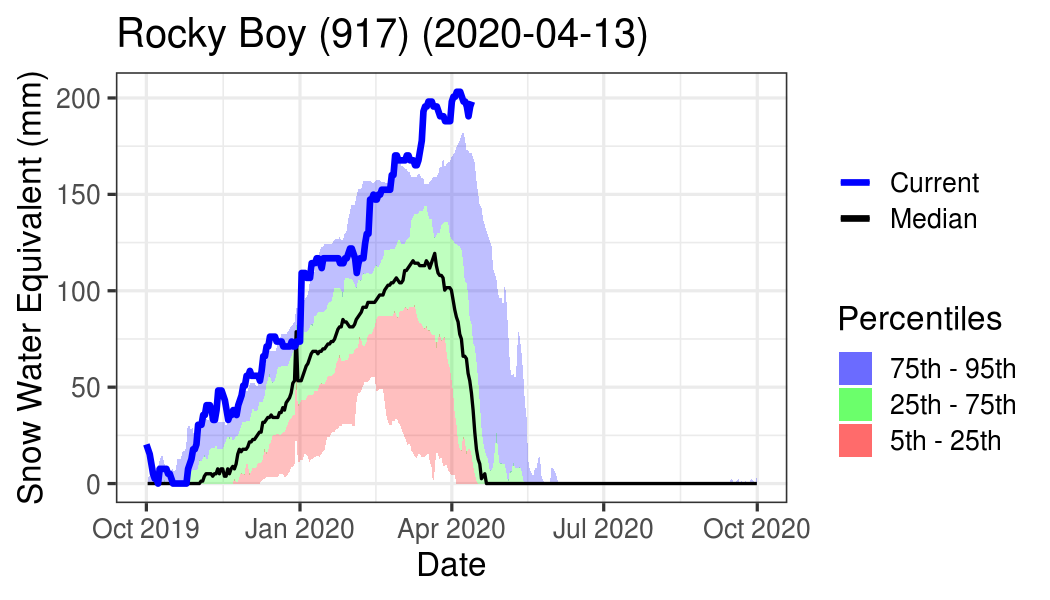 Rocky Boy (917) (2020-04-13)
Snow Water Equivalent (mm)
200
150
100
50
0
Oct 2019
Jan 2020
Apr 2020
Jul 2020
Oct 2020
Date
Current
Median
Percentiles
75th - 95th
25th - 75th
5th - 25th